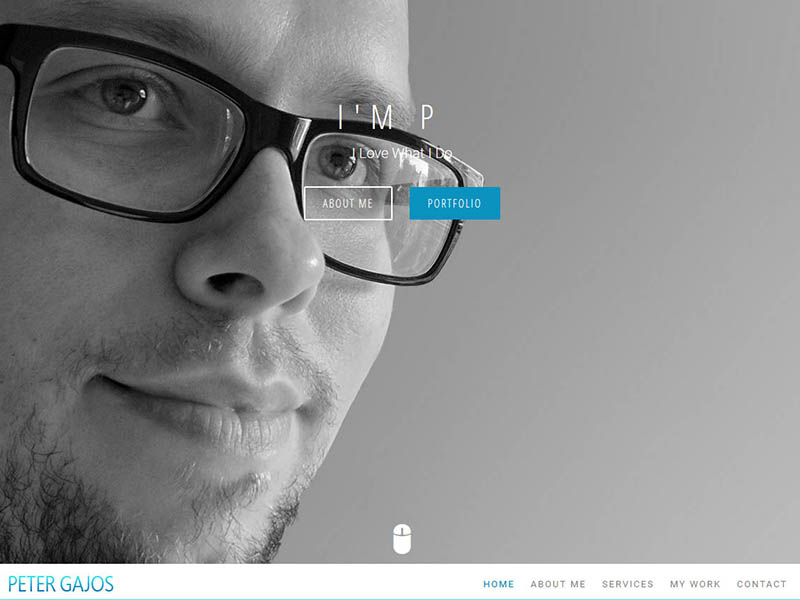 I'M P
I Love What I Do
ABOUT ME
PORTFOLIO
PETER GAJOS
HOME ABOUT ME SERVICES MY WORK CONTACT